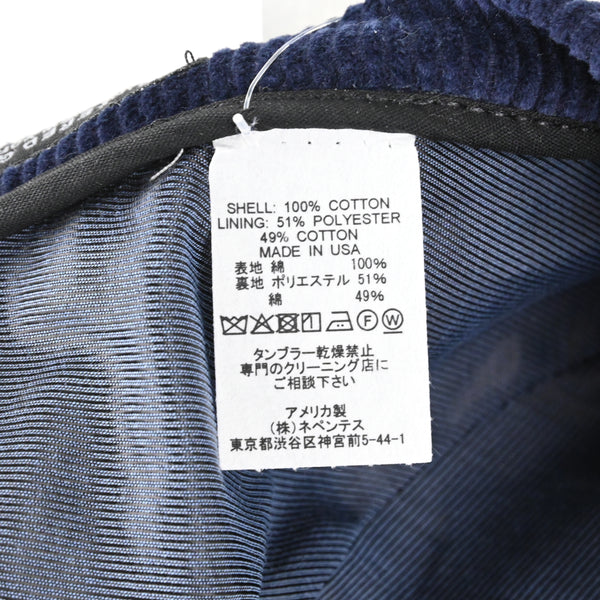 SHELL: 100% COTTON
LINING: 51% POLYESTER
49% COTTON
MADE IN USA
表地 綿 100%
裏地 ポリエステル 51%
綿 49%
F W
タンブラー乾燥禁止
専門のクリーニング店に
ご相談下さい
アメリカ製
(株)ネペンテス
東京都渋谷区神宮前5-44-1